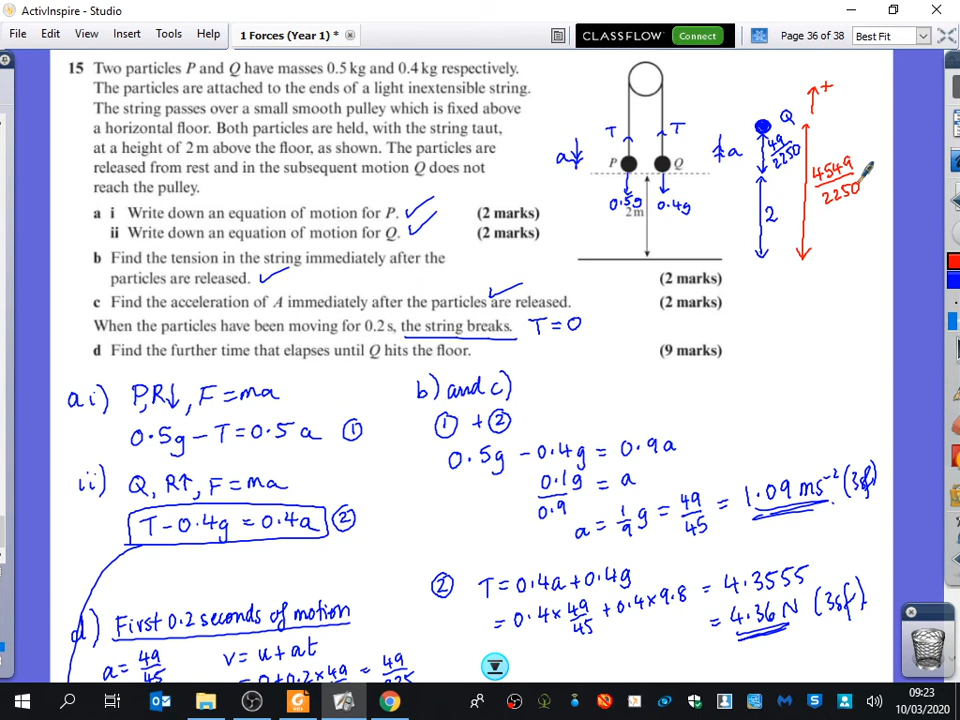 ActivInspire - Studio
File Edit View Insert Tools Help
1 Forces (Year 1) *
CLASSFLOW Connect
Page 36 of 38
Best Fit
15 Two particles P and Q have masses 0.5 kg and 0.4 kg respectively.
The particles are attached to the ends of a light inextensible string.
The string passes over a small smooth pulley which is fixed above
a horizontal floor. Both particles are held, with the string taut,
at a height of 2 m above the floor, as shown. The particles are
released from rest and in the subsequent motion Q does not
reach the pulley.
a i Write down an equation of motion for P. (2 marks)
ii Write down an equation of motion for Q. (2 marks)
b Find the tension in the string immediately after the
particles are released. (2 marks)
c Find the acceleration of A immediately after the particles are released. (2 marks)
When the particles have been moving for 0.2 s, the string breaks. T = 0
d Find the further time that elapses until Q hits the floor. (9 marks)
T T
a P Q a
0.5g 0.4g
2 m
Q
49/2250
2
+
4549/2250
a i) P, R↓, F = ma
0.5g - T = 0.5a ①
ii) Q, R↑, F = ma
T - 0.4g = 0.4a ②
b) and c)
① + ②
0.5g - 0.4g = 0.9a
0.1g/0.9 = a
a = 1/9 g = 49/45 = 1.09 ms⁻² (3sf)
② T = 0.4a + 0.4g
= 0.4 × 49/45 + 0.4 × 9.8 = 4.3555
= 4.36 N (3sf)
d) First 0.2 seconds of motion
a = 49/45 v = u + at
= 0 + 0.2 × 49/45 = 49/225
09:23
10/03/2020